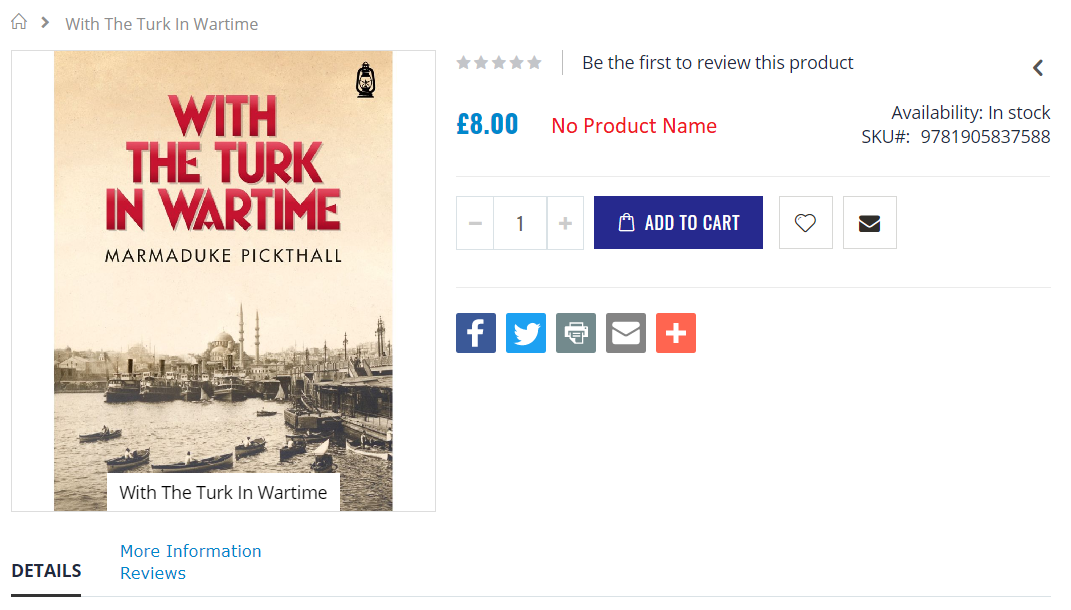 With The Turk In Wartime
WITH
THE TURK
IN WARTIME
MARMADUKE PICKTHALL
With The Turk In Wartime
Be the first to review this product
£8.00 No Product Name
Availability: In stock
SKU#: 9781905837588
1
ADD TO CART
DETAILS
More Information
Reviews